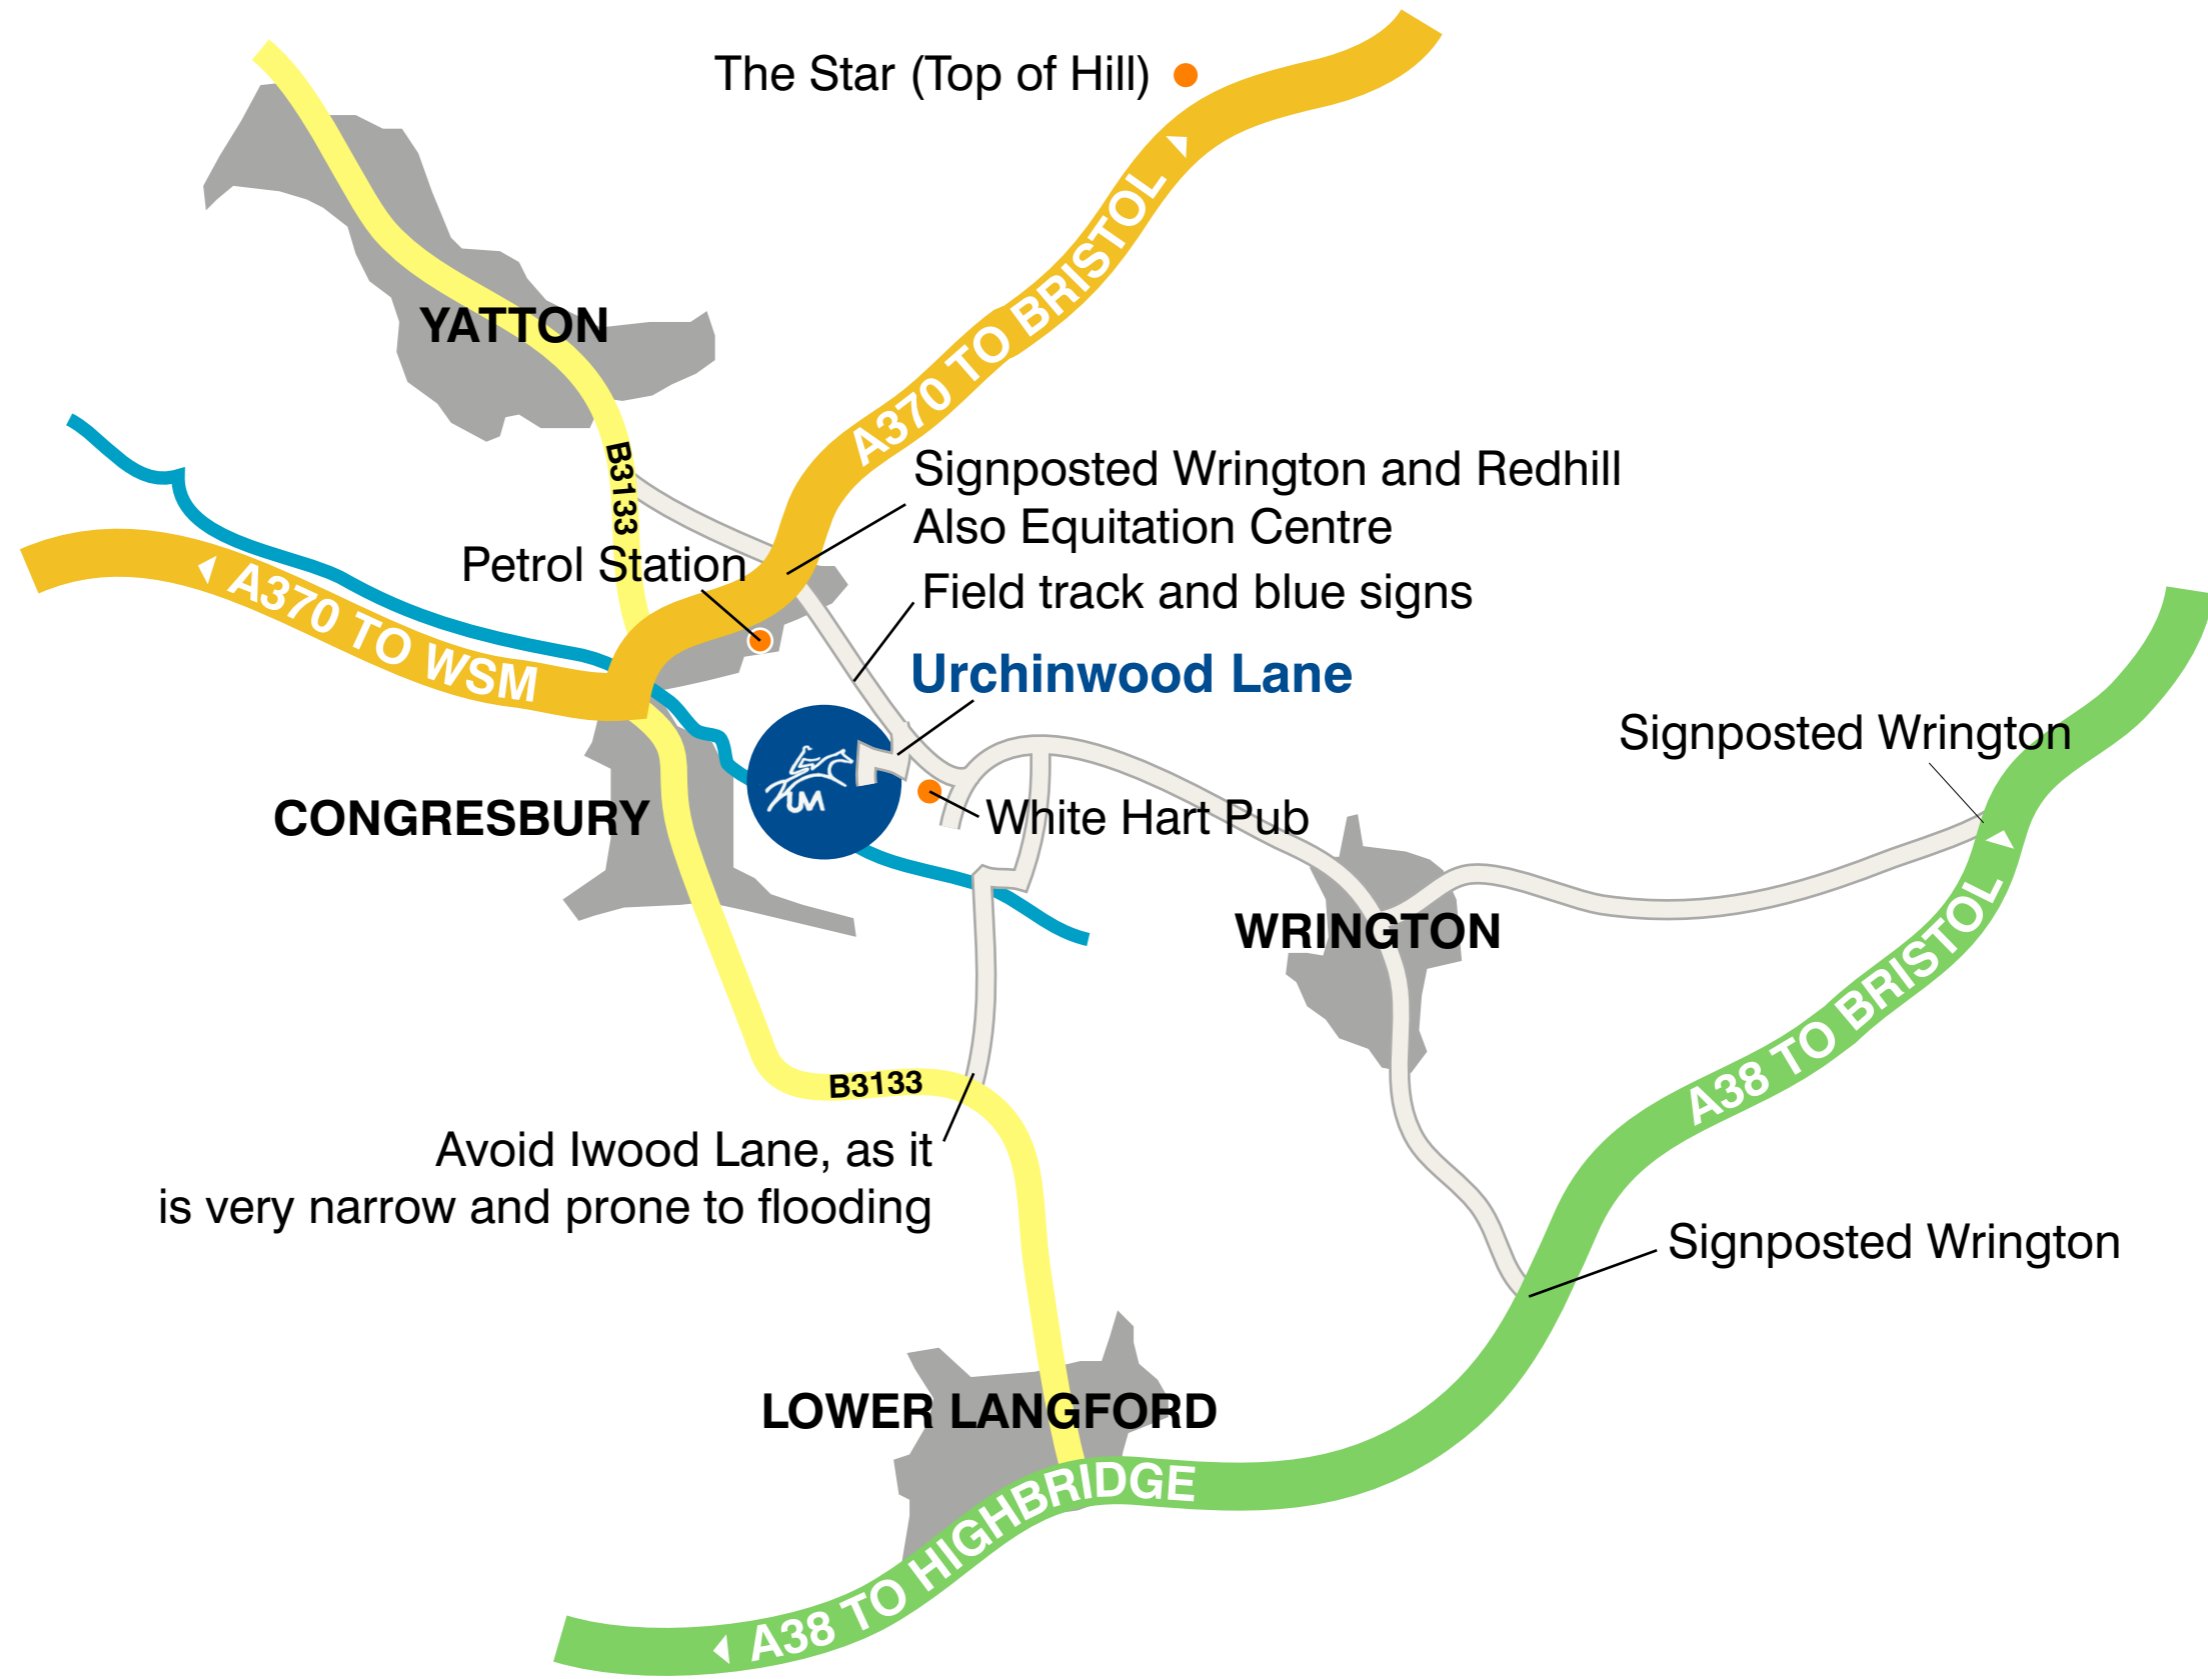 The Star (Top of Hill)
A370 TO BRISTOL
YATTON
B3133
Signposted Wrington and Redhill
Also Equitation Centre
Petrol Station
Field track and blue signs
A370 TO WSM
Urchinwood Lane
Signposted Wrington
UM
CONGRESBURY
White Hart Pub
WRINGTON
A38 TO BRISTOL
B3133
Avoid Iwood Lane, as it
is very narrow and prone to flooding
Signposted Wrington
LOWER LANGFORD
A38 TO HIGHBRIDGE